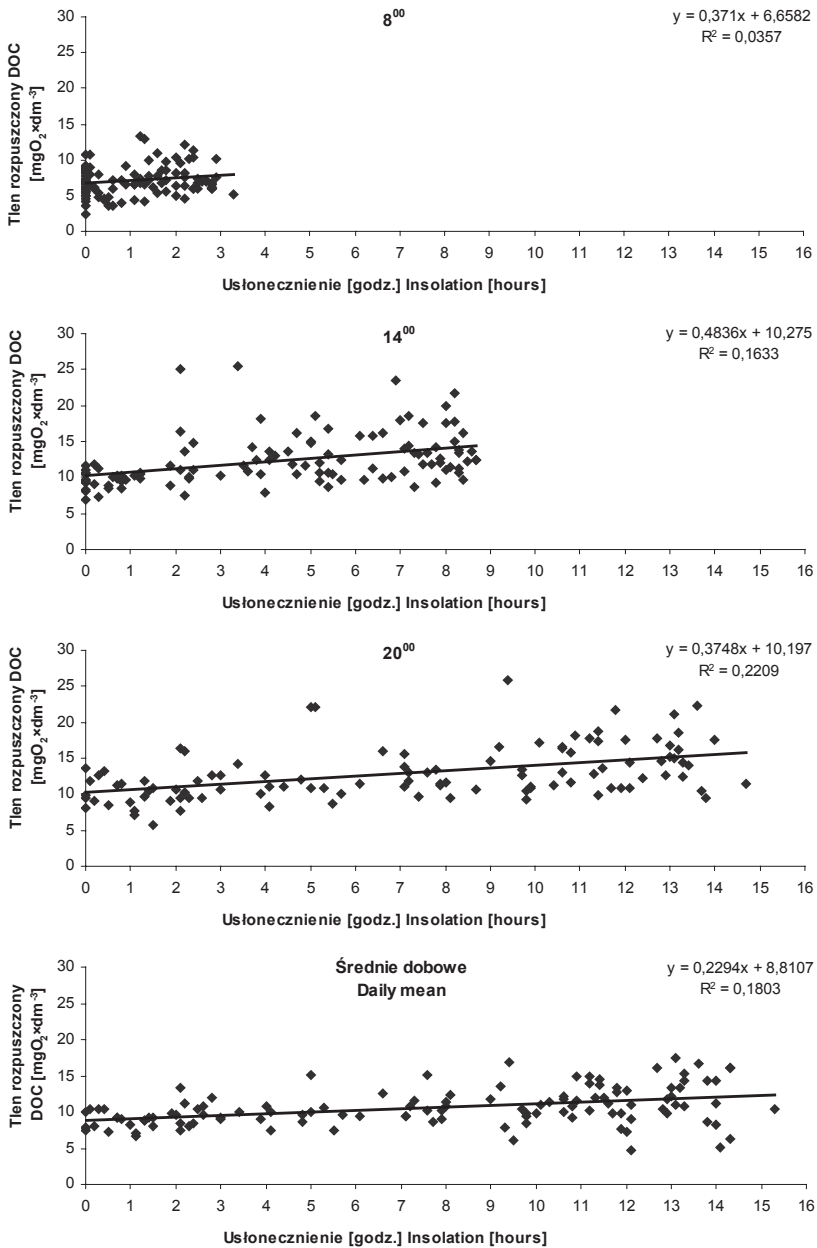 8⁰⁰
y = 0,371x + 6,6582
R² = 0,0357
Tlen rozpuszczony DOC
[mgO₂×dm⁻³]
30
25
20
15
10
5
0
0 1 2 3 4 5 6 7 8 9 10 11 12 13 14 15 16
Usłonecznienie [godz.] Insolation [hours]
14⁰⁰
y = 0,4836x + 10,275
R² = 0,1633
Tlen rozpuszczony DOC
[mgO₂×dm⁻³]
30
25
20
15
10
5
0
0 1 2 3 4 5 6 7 8 9 10 11 12 13 14 15 16
Usłonecznienie [godz.] Insolation [hours]
20⁰⁰
y = 0,3748x + 10,197
R² = 0,2209
Tlen rozpuszczony DOC
[mgO₂×dm⁻³]
30
25
20
15
10
5
0
0 1 2 3 4 5 6 7 8 9 10 11 12 13 14 15 16
Usłonecznienie [godz.] Insolation [hours]
Średnie dobowe
Daily mean
y = 0,2294x + 8,8107
R² = 0,1803
Tlen rozpuszczony
DOC [mgO₂×dm⁻³]
30
25
20
15
10
5
0
0 1 2 3 4 5 6 7 8 9 10 11 12 13 14 15 16
Usłonecznienie [godz.] Insolation [hours]